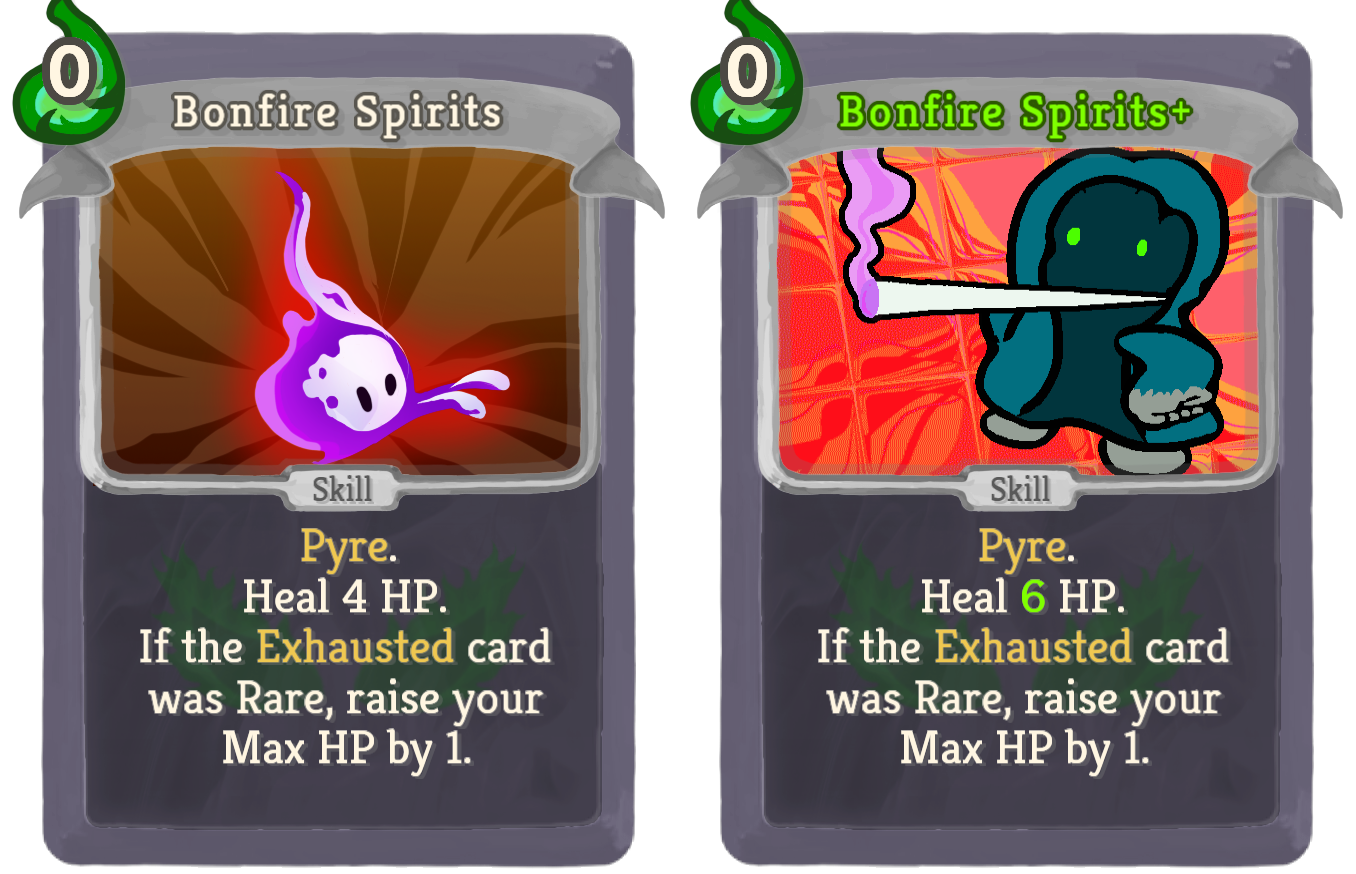 0
Bonfire Spirits
Skill
Pyre.
Heal 4 HP.
If the Exhausted card
was Rare, raise your
Max HP by 1.
0
Bonfire Spirits+
Skill
Pyre.
Heal 6 HP.
If the Exhausted card
was Rare, raise your
Max HP by 1.